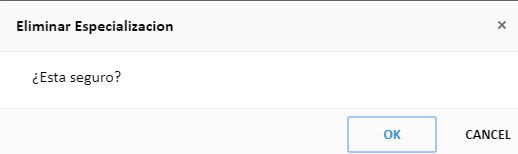 Eliminar Especializacion
×
¿Esta seguro?
OK CANCEL